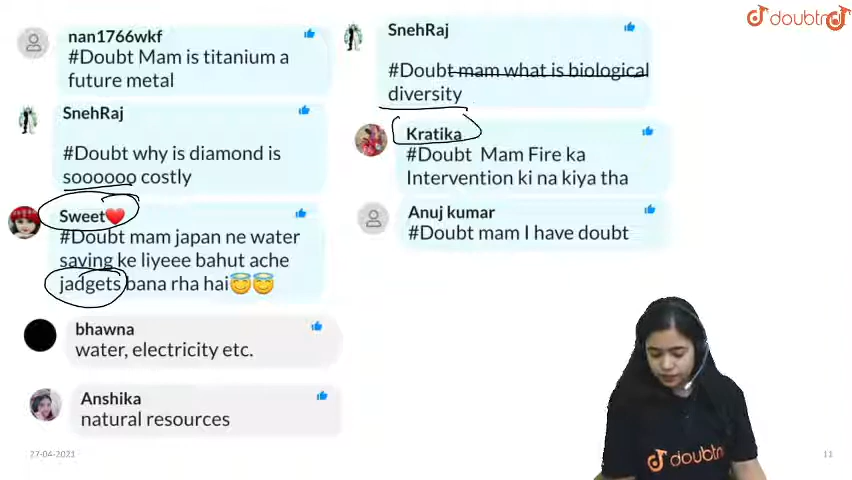 nan1766wkf
#Doubt Mam is titanium a
future metal
SnehRaj
#Doubt why is diamond is
soooooo costly
Sweet❤️
#Doubt mam japan ne water
saving ke liyeee bahut ache
jadgets bana rha hai😇😇
bhawna
water, electricity etc.
Anshika
natural resources
27-04-2021
SnehRaj
#Doubt mam what is biological
diversity
Kratika
#Doubt Mam Fire ka
Intervention ki na kiya tha
Anuj kumar
#Doubt mam I have doubt
doubtnut
doubtn
11